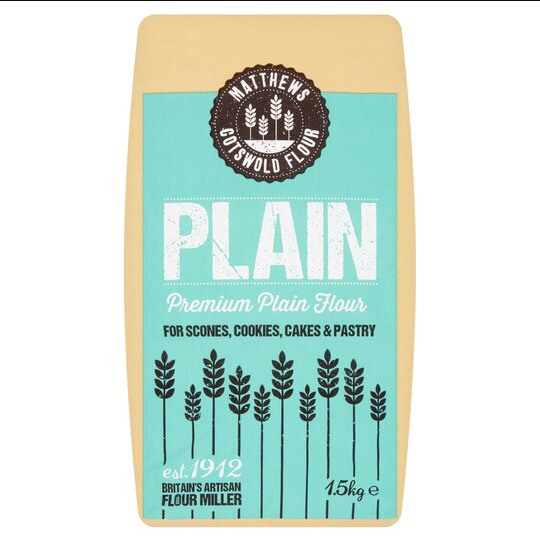 MATTHEWS
COTSWOLD FLOUR
PLAIN
Premium Plain Flour
FOR SCONES, COOKIES, CAKES & PASTRY
est. 1912
BRITAIN'S ARTISAN
FLOUR MILLER
1.5kg e